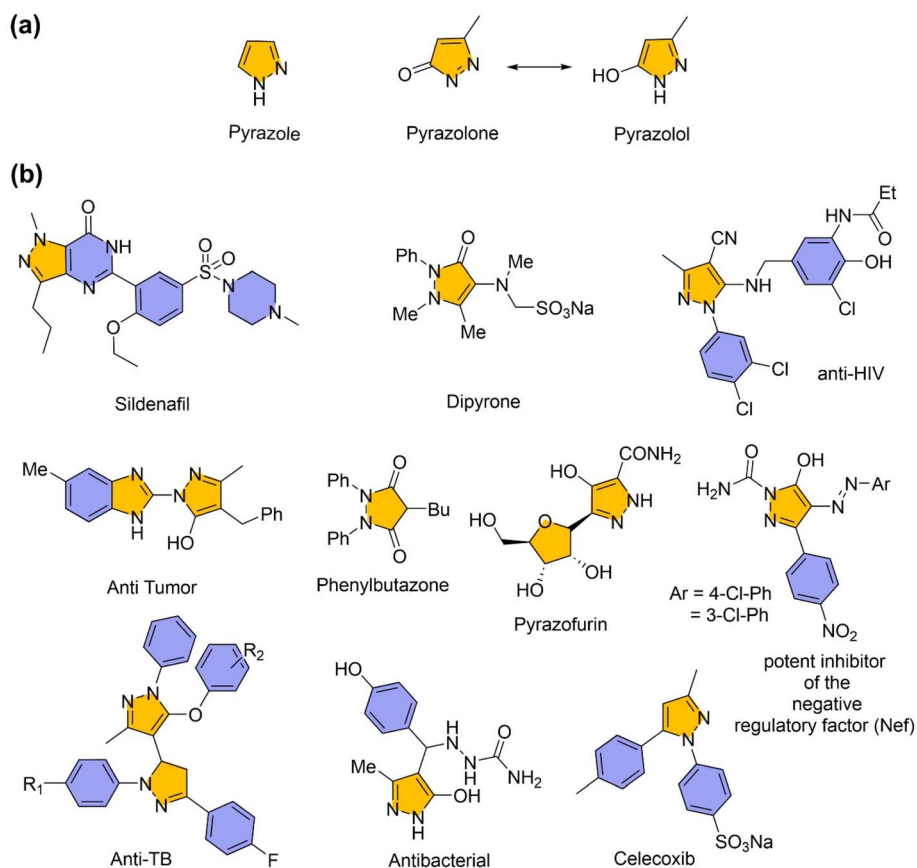 (a)
O
N
N
N
H
Pyrazole
Pyrazolone
HO
N
N
H
Pyrazolol
(b)
O
N
N
NH
N
O
O
S
N
N
O
Sildenafil
Ph
O
N
N
Me
Me
N
Me
SO3Na
Dipyrone
Et
HN
O
CN
OH
Cl
N
H
N
N
Cl
Cl
anti-HIV
Me
N
N
H
N
N
HO
Ph
Anti Tumor
Ph
O
N
N
Ph
Bu
O
Phenylbutazone
CONH2
HO
NH
N
O
HO
HO
OH
Pyrazofurin
O
OH
H2N
N
N
N
N
Ar
Ar = 4-Cl-Ph
= 3-Cl-Ph
NO2
potent inhibitor
of the
negative
regulatory factor (Nef)
R2
N
N
O
R1
N
N
F
Anti-TB
HO
H
N
N
H
O
NH2
Me
OH
N
N
H
Antibacterial
N
N
SO3Na
Celecoxib